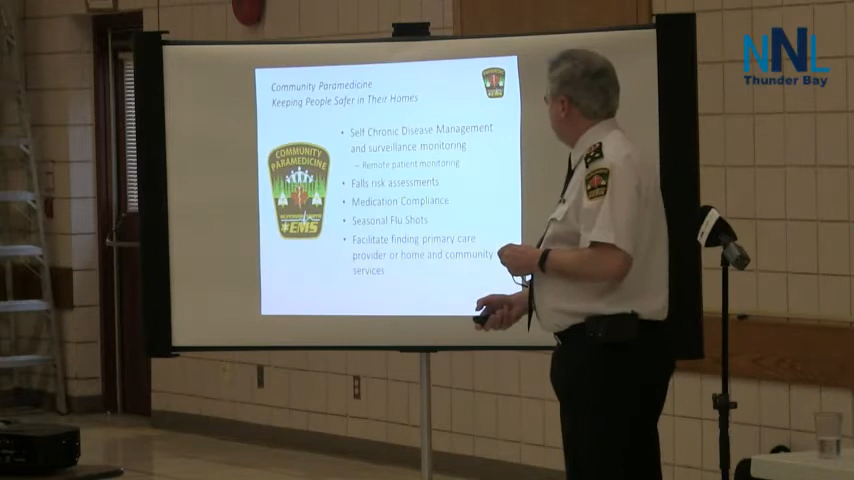 NNL
Thunder Bay
Community Paramedicine
Keeping People Safer in Their Homes
• Self Chronic Disease Management
and surveillance monitoring
– Remote patient monitoring
• Falls risk assessments
• Medication Compliance
• Seasonal Flu Shots
• Facilitate finding primary care
provider or home and community
services
COMMUNITY
PARAMEDICINE
EMS